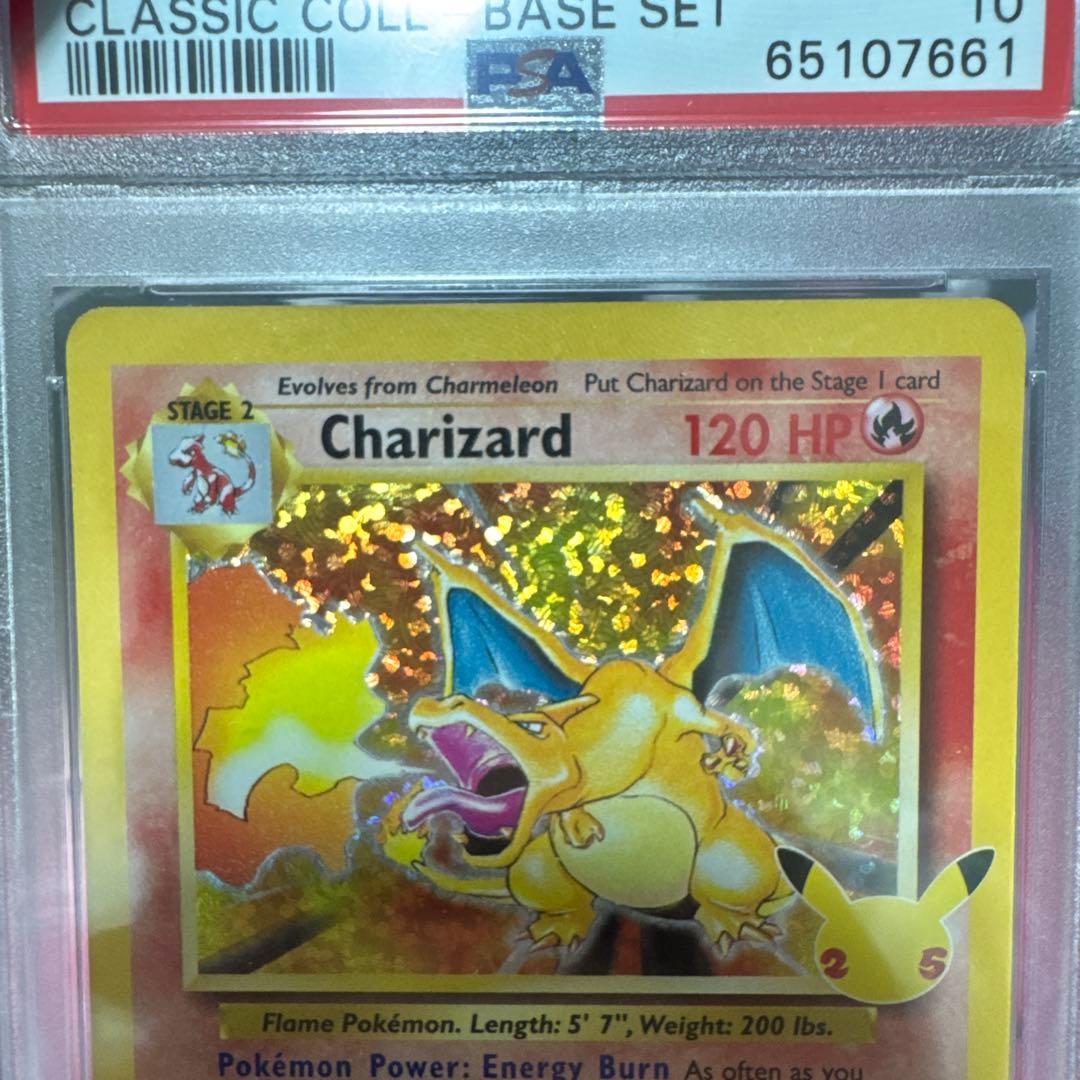 CLASSIC COLL - BASE SET 10
PSA 65107661
Evolves from Charmeleon Put Charizard on the Stage 1 card
STAGE 2
Charizard 120 HP
25
Flame Pokémon. Length: 5' 7", Weight: 200 lbs.
Pokémon Power: Energy Burn As often as you